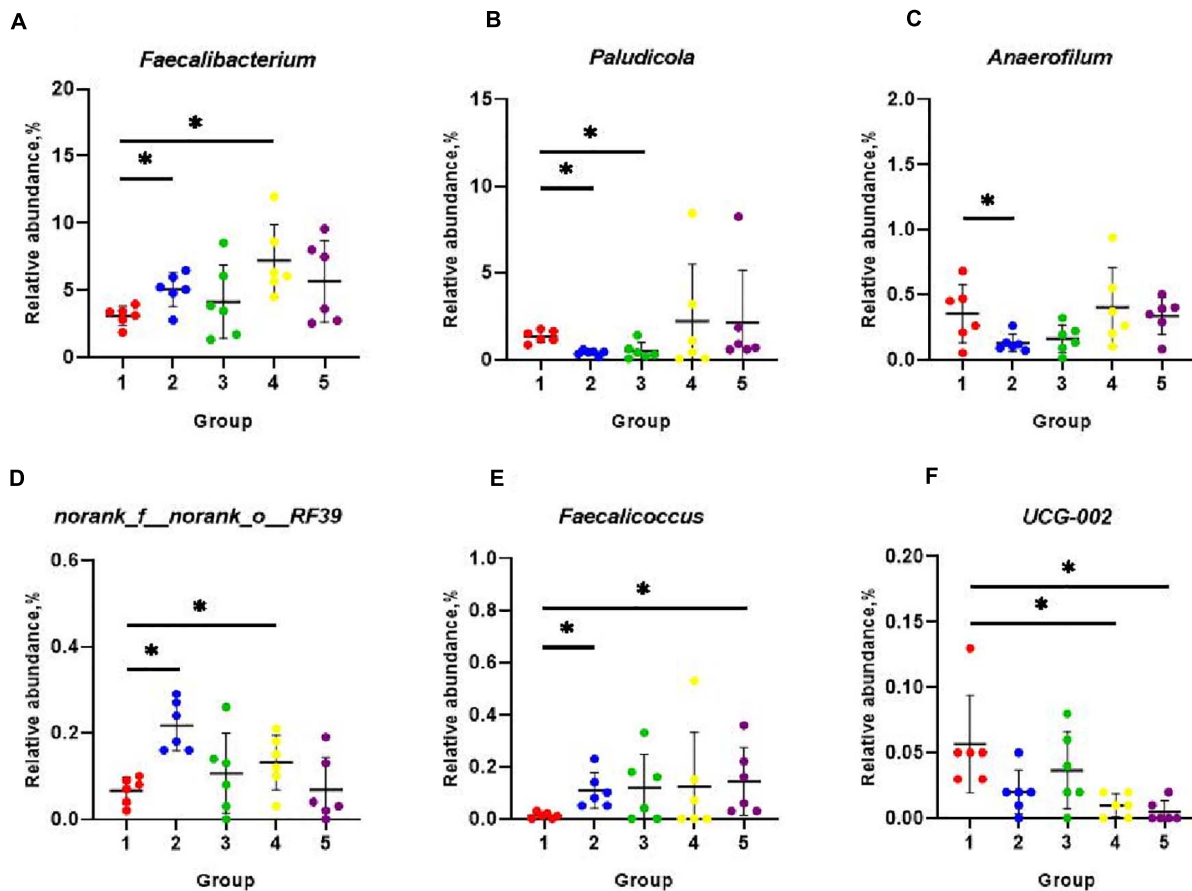 A
Faecalibacterium
Relative abundance,%
20
15
10
5
0
*
*
1 2 3 4 5
Group
B
Paludicola
Relative abundance,%
15
10
5
0
*
*
1 2 3 4 5
Group
C
Anaerofilum
Relative abundance,%
2.0
1.5
1.0
0.5
0.0
*
1 2 3 4 5
Group
D
norank_f__norank_o__RF39
Relative abundance,%
0.6
0.4
0.2
0.0
*
*
1 2 3 4 5
Group
E
Faecalicoccus
Relative abundance,%
1.0
0.8
0.6
0.4
0.2
0.0
*
*
1 2 3 4 5
Group
F
UCG-002
Relative abundance,%
0.20
0.15
0.10
0.05
0.00
*
*
1 2 3 4 5
Group